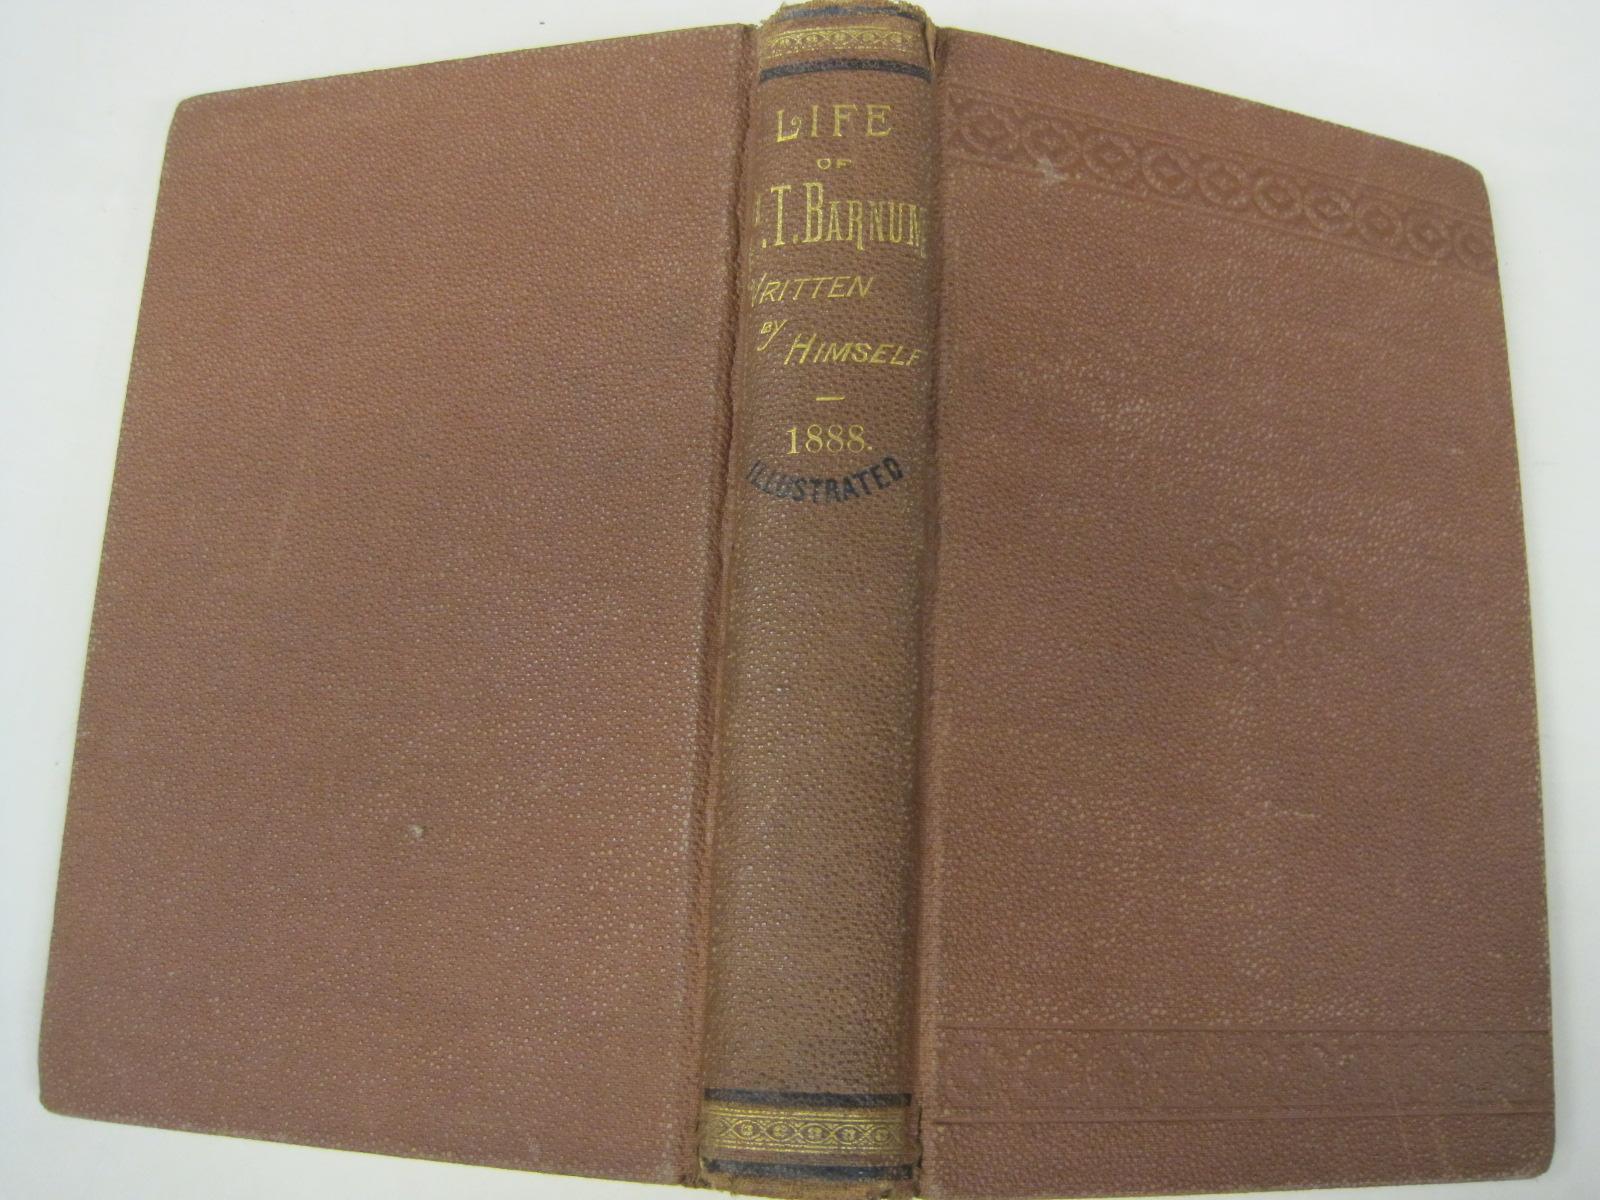 LIFE
OF
P.T. BARNUM
WRITTEN
BY
HIMSELF
1888.
ILLUSTRATED